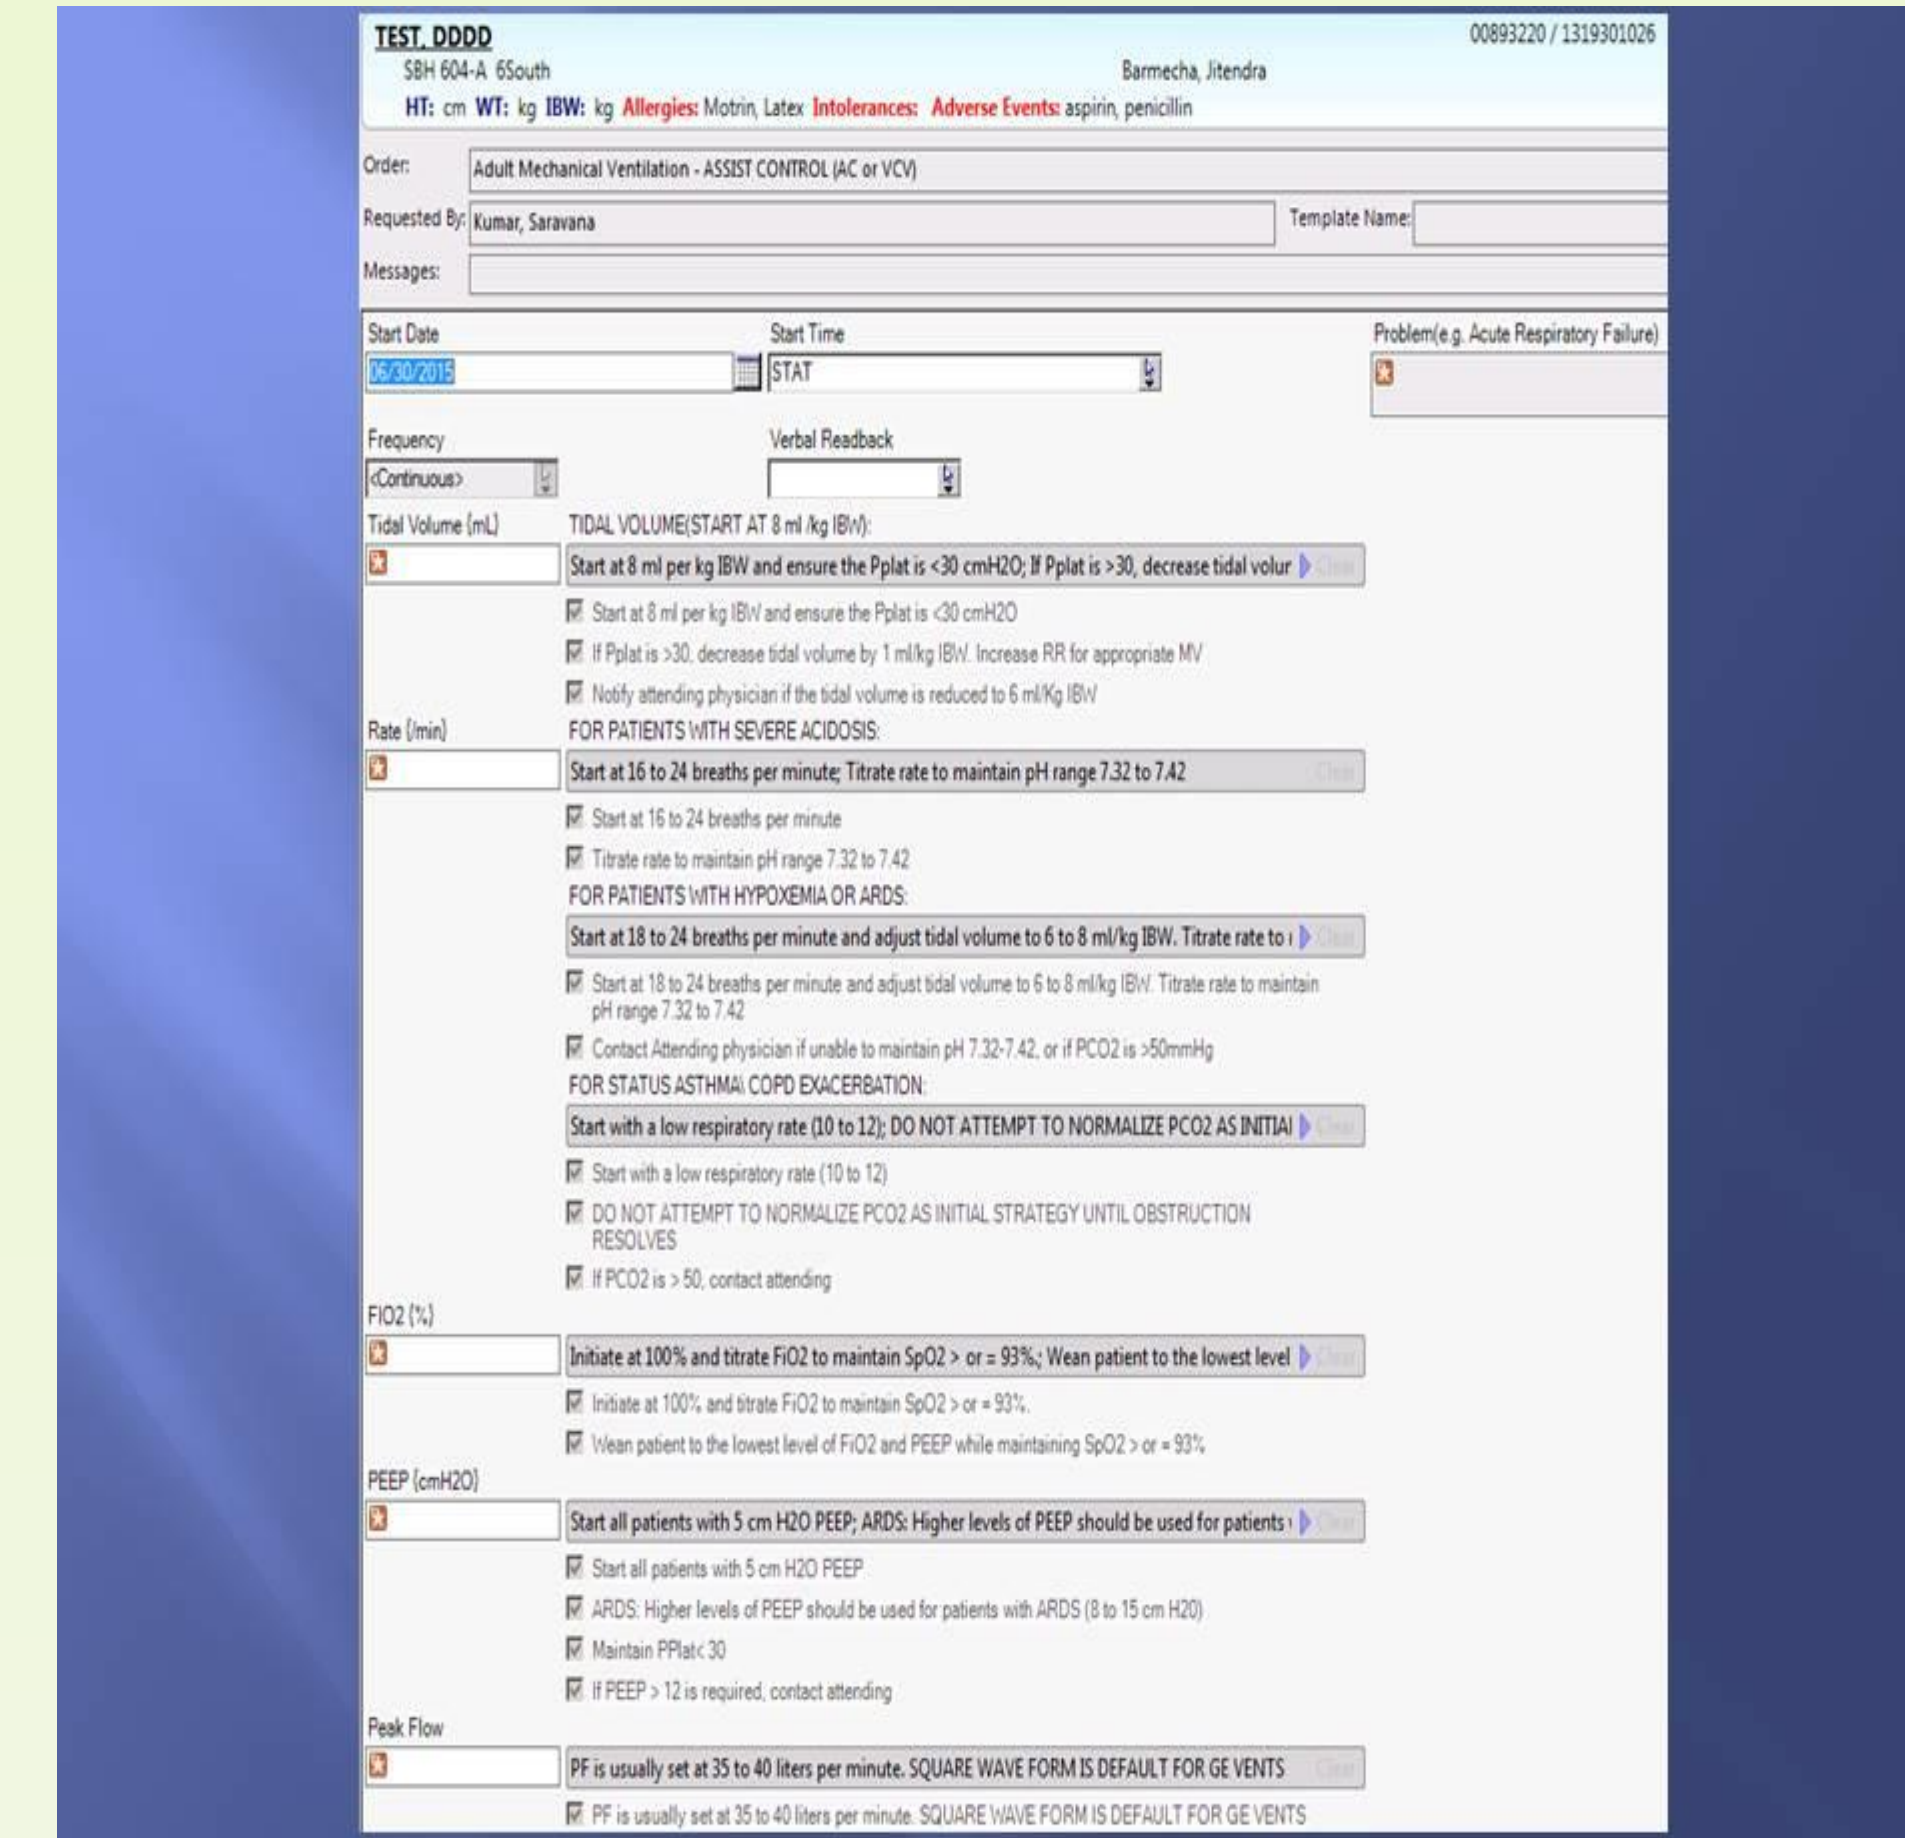 TEST, DDDD
00893220 / 1319301026
SBH 604-A 6South
Barmecha, Jitendra
HT: cm WT: kg IBW: kg Allergies: Motrin, Latex Intolerances: Adverse Events: aspirin, penicillin
Order: Adult Mechanical Ventilation - ASSIST CONTROL (AC or VCV)
Requested By: Kumar, Saravana Template Name:
Messages:
Start Date Start Time Problem(e.g. Acute Respiratory Failure)
06/30/2015 STAT
Frequency Verbal Readback
<Continuous>
Tidal Volume (mL) TIDAL VOLUME(START AT 8 ml /kg IBW):
Start at 8 ml per kg IBW and ensure the Pplat is <30 cmH2O; If Pplat is >30, decrease tidal volur Clear
Start at 8 ml per kg IBW and ensure the Pplat is <30 cmH2O
If Pplat is >30, decrease tidal volume by 1 ml/kg IBW. Increase RR for appropriate MV
Notify attending physician if the tidal volume is reduced to 6 ml/Kg IBW
Rate (/min) FOR PATIENTS WITH SEVERE ACIDOSIS:
Start at 16 to 24 breaths per minute; Titrate rate to maintain pH range 7.32 to 7.42 Clear
Start at 16 to 24 breaths per minute
Titrate rate to maintain pH range 7.32 to 7.42
FOR PATIENTS WITH HYPOXEMIA OR ARDS:
Start at 18 to 24 breaths per minute and adjust tidal volume to 6 to 8 ml/kg IBW. Titrate rate to Clear
Start at 18 to 24 breaths per minute and adjust tidal volume to 6 to 8 ml/kg IBW. Titrate rate to maintain
pH range 7.32 to 7.42
Contact Attending physician if unable to maintain pH 7.32-7.42, or if PCO2 is >50mmHg
FOR STATUS ASTHMA\ COPD EXACERBATION:
Start with a low respiratory rate (10 to 12); DO NOT ATTEMPT TO NORMALIZE PCO2 AS INITIAl Clear
Start with a low respiratory rate (10 to 12)
DO NOT ATTEMPT TO NORMALIZE PCO2 AS INITIAL STRATEGY UNTIL OBSTRUCTION
RESOLVES
If PCO2 is > 50, contact attending
FIO2 (%)
Initiate at 100% and titrate FiO2 to maintain SpO2 > or = 93%.; Wean patient to the lowest level Clear
Initiate at 100% and titrate FiO2 to maintain SpO2 > or = 93%.
Wean patient to the lowest level of FiO2 and PEEP while maintaining SpO2 > or = 93%
PEEP (cmH2O)
Start all patients with 5 cm H2O PEEP; ARDS: Higher levels of PEEP should be used for patients Clear
Start all patients with 5 cm H2O PEEP
ARDS: Higher levels of PEEP should be used for patients with ARDS (8 to 15 cm H20)
Maintain PPlat< 30
If PEEP > 12 is required, contact attending
Peak Flow
PF is usually set at 35 to 40 liters per minute. SQUARE WAVE FORM IS DEFAULT FOR GE VENTS Clear
PF is usually set at 35 to 40 liters per minute. SQUARE WAVE FORM IS DEFAULT FOR GE VENTS